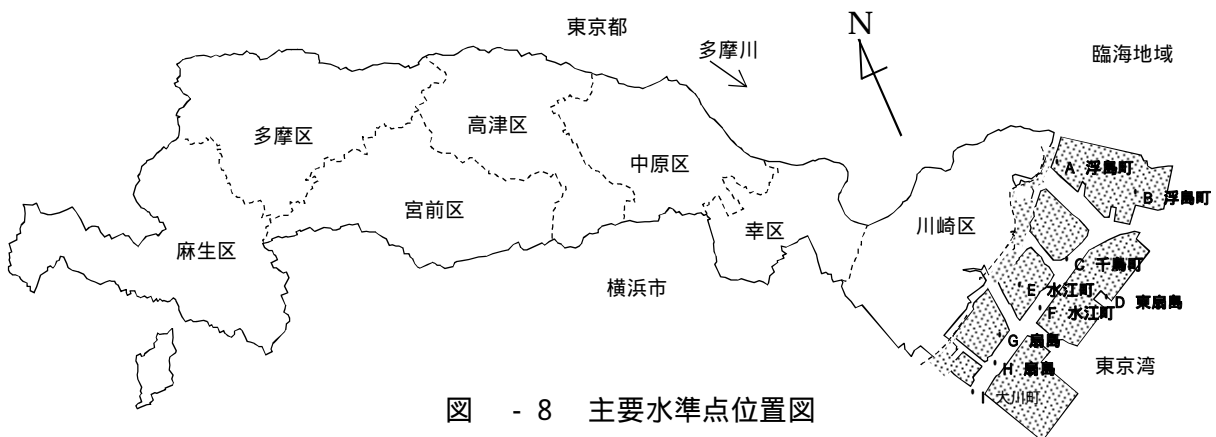 東京都
N
多摩川
臨海地域
多摩区
高津区
中原区
宮前区
麻生区
幸区
川崎区
横浜市
A 浮島町
B 浮島町
C 千鳥町
D 東扇島
E 水江町
F 水江町
G 扇島
H 扇島
I 大川町
東京湾
図 - 8 主要水準点位置図